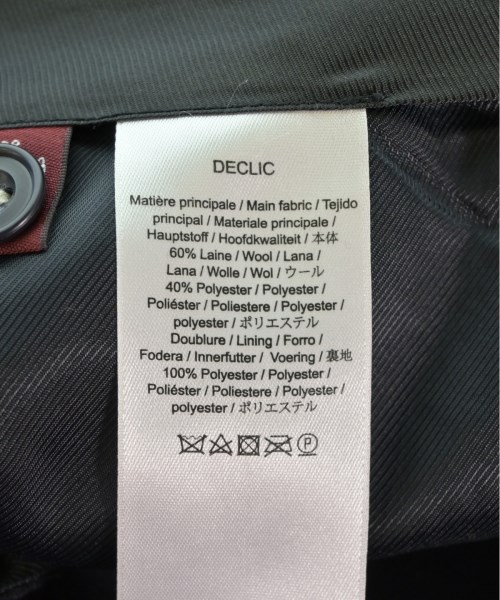 DECLIC
Matière principale / Main fabric / Tejido
principal / Materiale principale /
Hauptstoff / Hoofdkwaliteit / 本体
60% Laine / Wool / Lana /
Lana / Wolle / Wol / ウール
40% Polyester / Polyester /
Poliéster / Poliestere / Polyester /
polyester / ポリエステル
Doublure / Lining / Forro /
Fodera / Innerfutter / Voering / 裏地
100% Polyester / Polyester /
Poliéster / Poliestere / Polyester /
polyester / ポリエステル
P